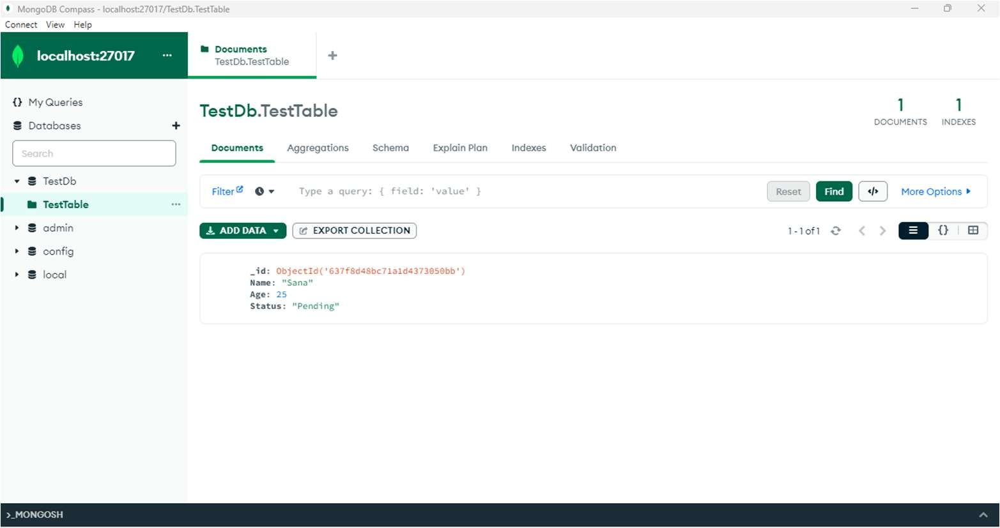 MongoDB Compass - localhost:27017/TestDb.TestTable
Connect View Help
localhost:27017 ...
Documents
TestDb.TestTable
+
{} My Queries
Databases +
Search
TestDb
TestTable ...
admin
config
local
TestDb.TestTable
1
DOCUMENTS
1
INDEXES
Documents Aggregations Schema Explain Plan Indexes Validation
Filter Type a query: { field: 'value' } Reset Find </> More Options
ADD DATA EXPORT COLLECTION 1 - 1 of 1 {}
_id: ObjectId('637f8d48bc71a1d4373050bb')
Name: "Sana"
Age: 25
Status: "Pending"
>_MONGOSH